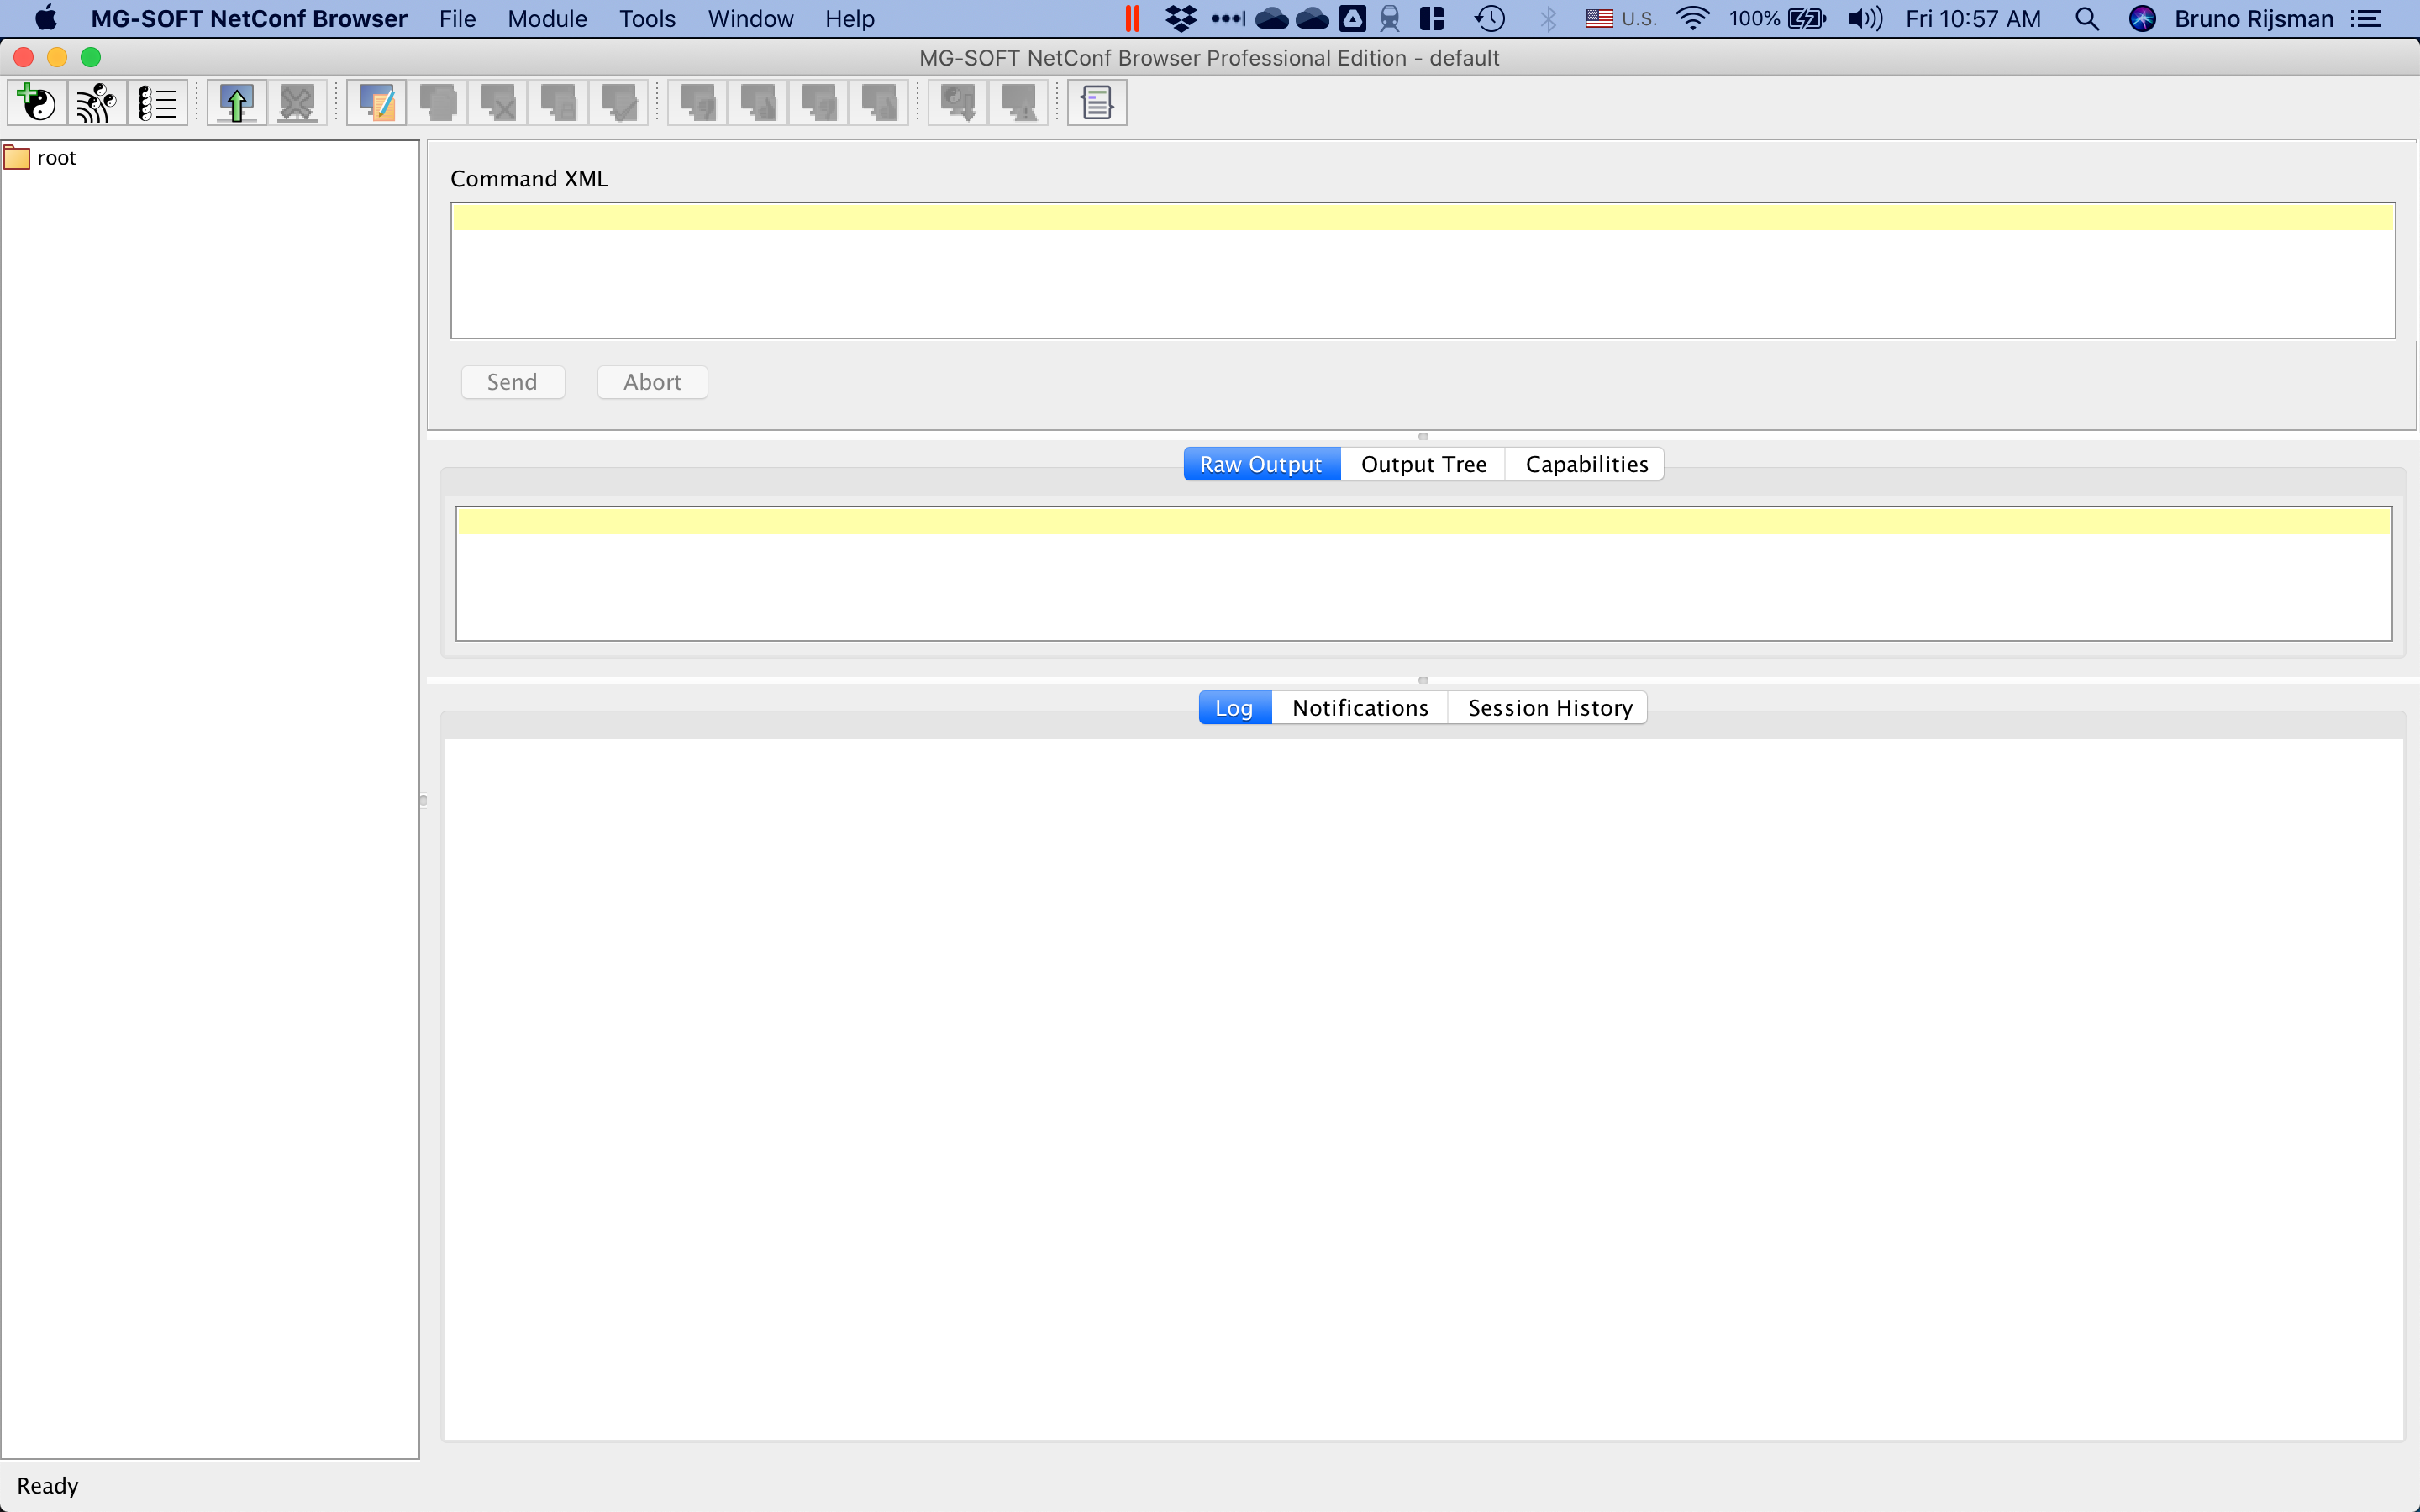 MG-SOFT NetConf Browser File Module Tools Window Help U.S. 100% Fri 10:57 AM Bruno Rijsman
MG-SOFT NetConf Browser Professional Edition - default
root
Command XML
Send Abort
Raw Output Output Tree Capabilities
Log Notifications Session History
Ready